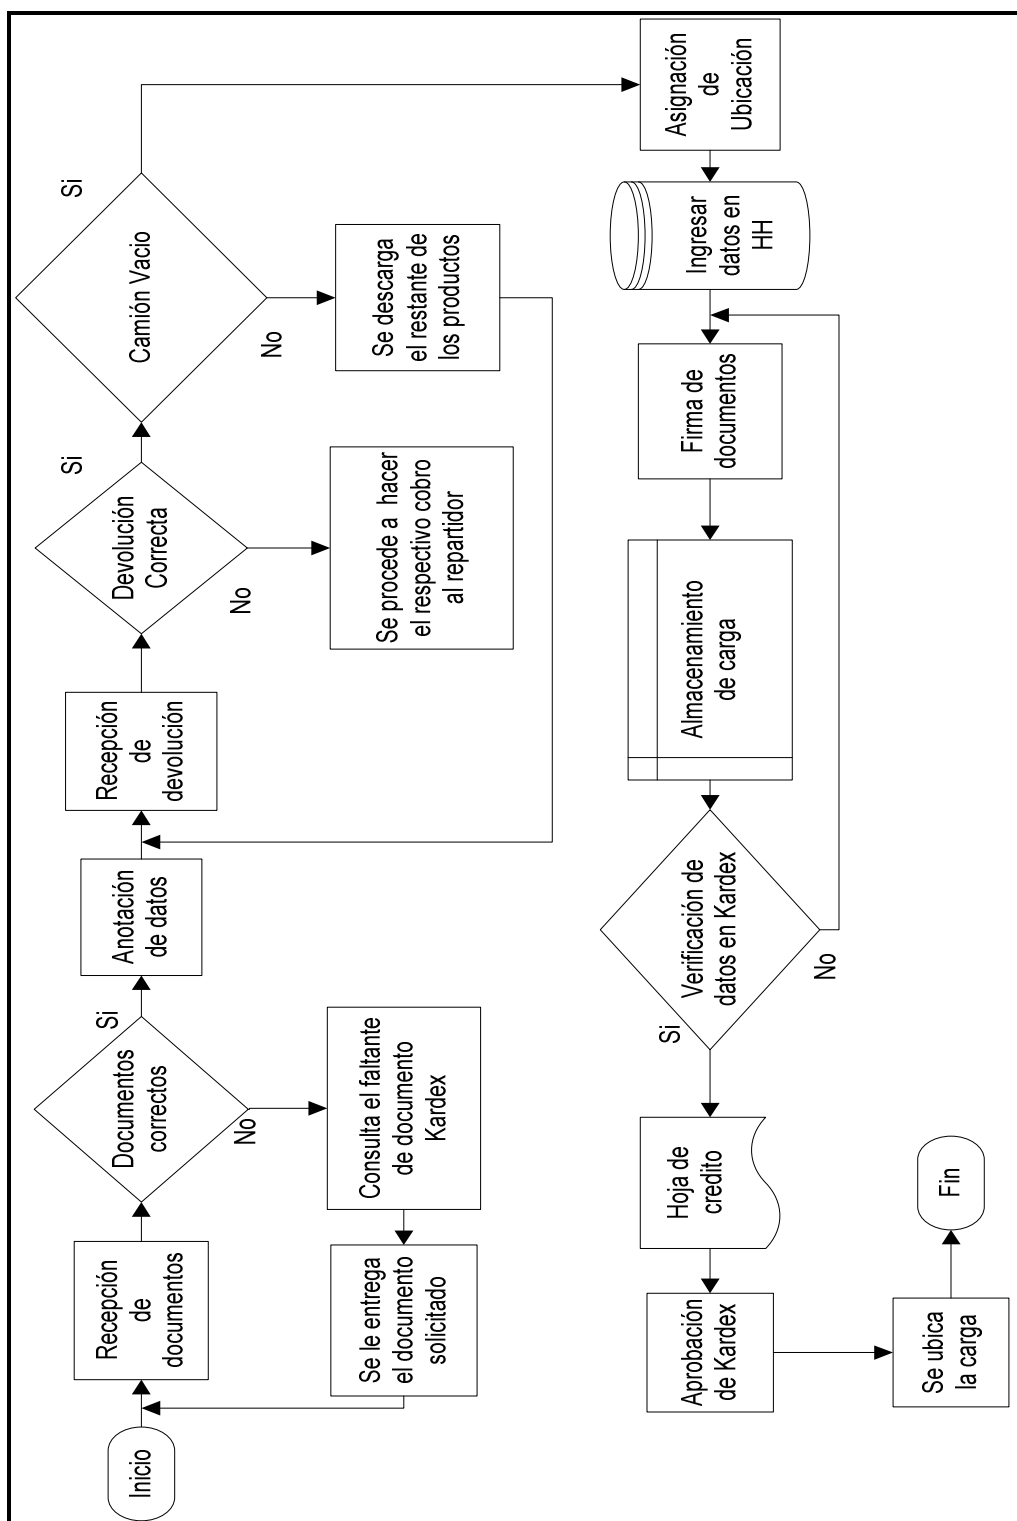 Inicio
Recepción
de
documentos
Documentos
correctos
Si
No
Consulta el faltante
de documento
Kardex
Se le entrega
el documento
solicitado
Anotación
de datos
Recepción
de
devolución
Devolución
Correcta
Si
No
Se procede a hacer
el respectivo cobro
al repartidor
Camión Vacio
Si
No
Se descarga
el restante de
los productos
Asignación
de
Ubicación
Ingresar
datos en
HH
Firma de
documentos
Almacenamiento
de carga
Verificación de
datos en Kardex
Si
No
Hoja de
credito
Aprobación
de Kardex
Se ubica
la carga
Fin